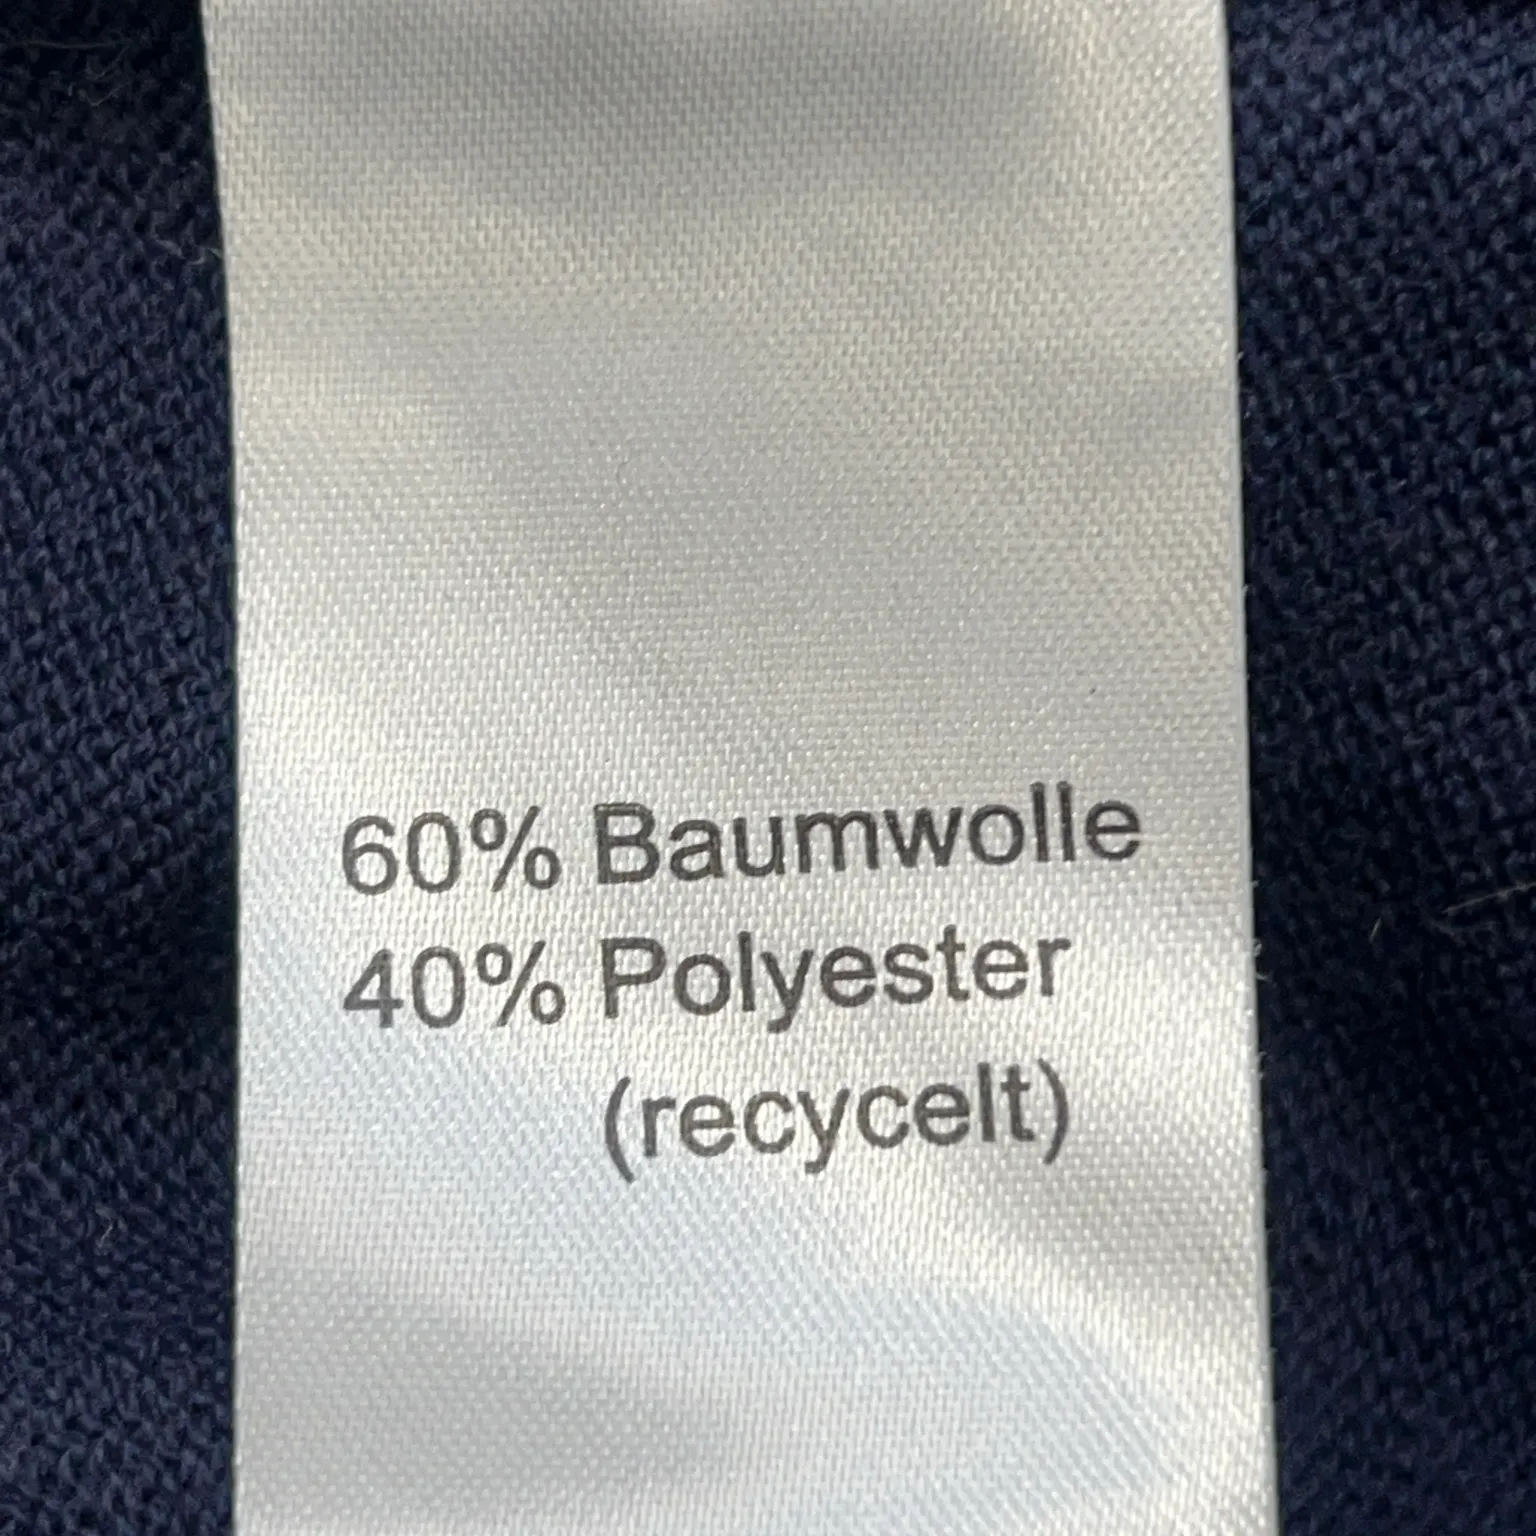 60% Baumwolle
40% Polyester
(recycelt)